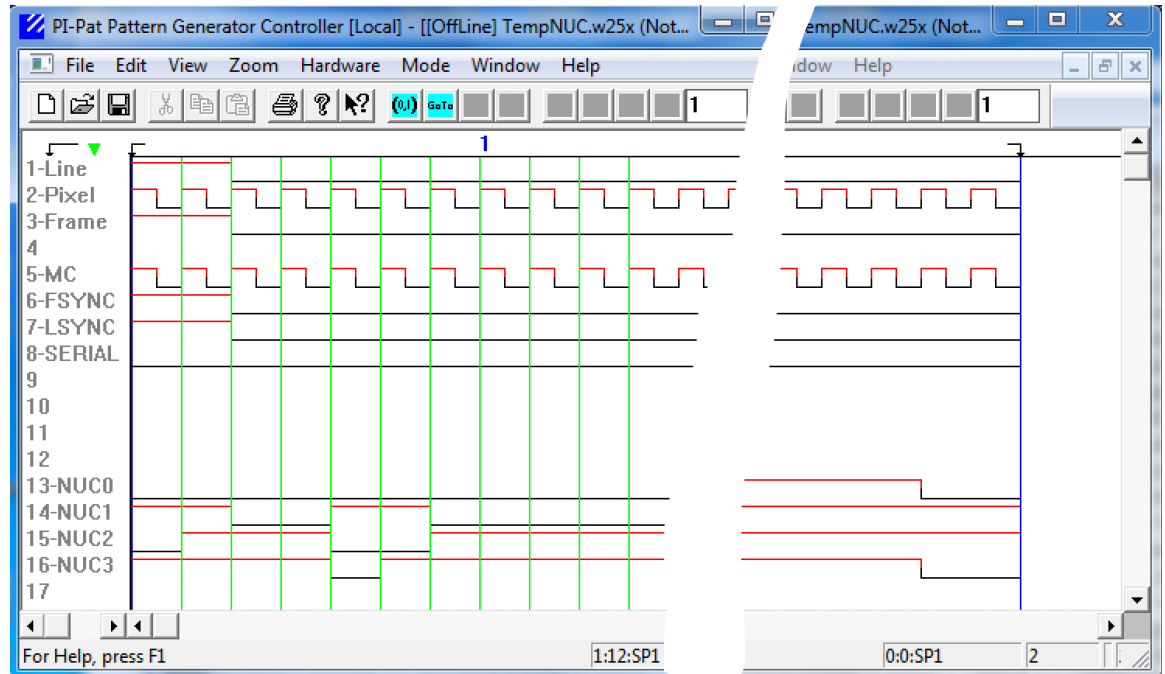 PI-Pat Pattern Generator Controller [Local] - [[OffLine] TempNUC.w25x (Not... empNUC.w25x (Not...
File Edit View Zoom Hardware Mode Window Help dow Help
(0,1) GoTo 1 1
1
1-Line
2-Pixel
3-Frame
4
5-MC
6-FSYNC
7-LSYNC
8-SERIAL
9
10
11
12
13-NUC0
14-NUC1
15-NUC2
16-NUC3
17
For Help, press F1 1:12:SP1 0:0:SP1 2